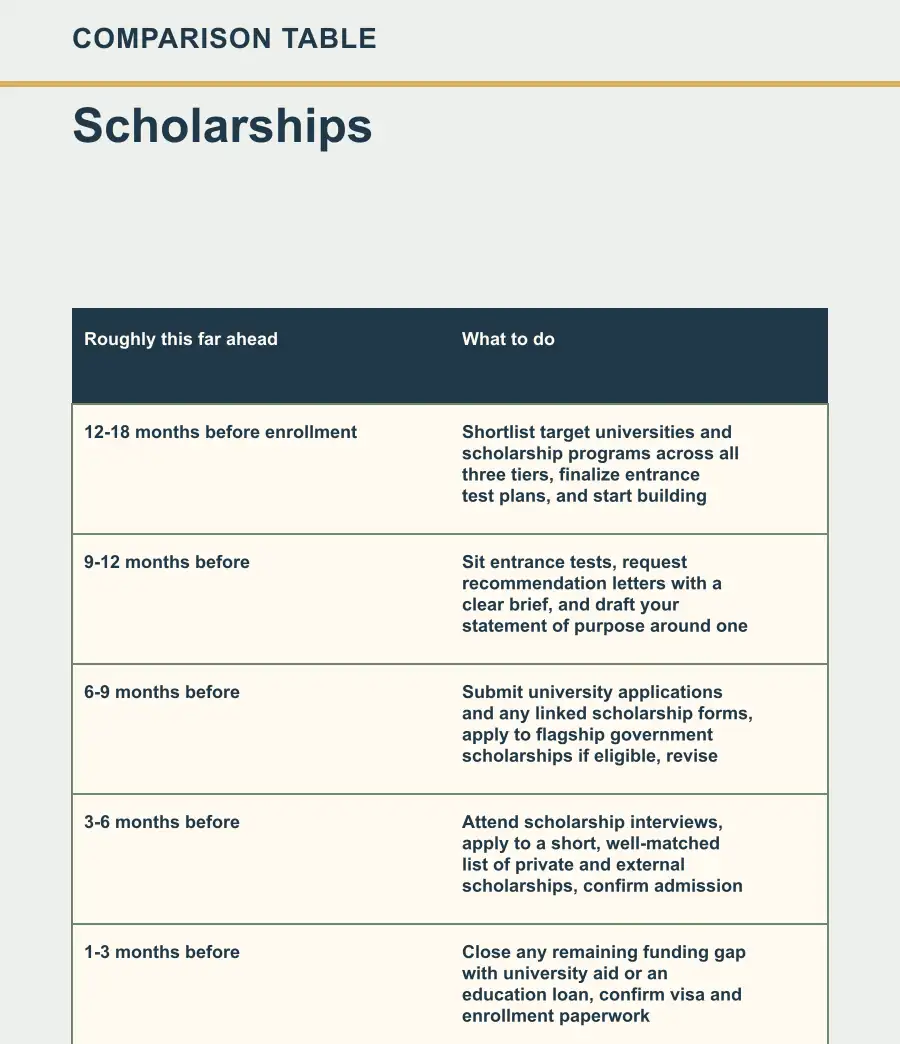 COMPARISON TABLE
Scholarships
Roughly this far ahead
What to do
12-18 months before enrollment
Shortlist target universities and
scholarship programs across all
three tiers, finalize entrance
test plans, and start building
9-12 months before
Sit entrance tests, request
recommendation letters with a
clear brief, and draft your
statement of purpose around one
6-9 months before
Submit university applications
and any linked scholarship forms,
apply to flagship government
scholarships if eligible, revise
3-6 months before
Attend scholarship interviews,
apply to a short, well-matched
list of private and external
scholarships, confirm admission
1-3 months before
Close any remaining funding gap
with university aid or an
education loan, confirm visa and
enrollment paperwork